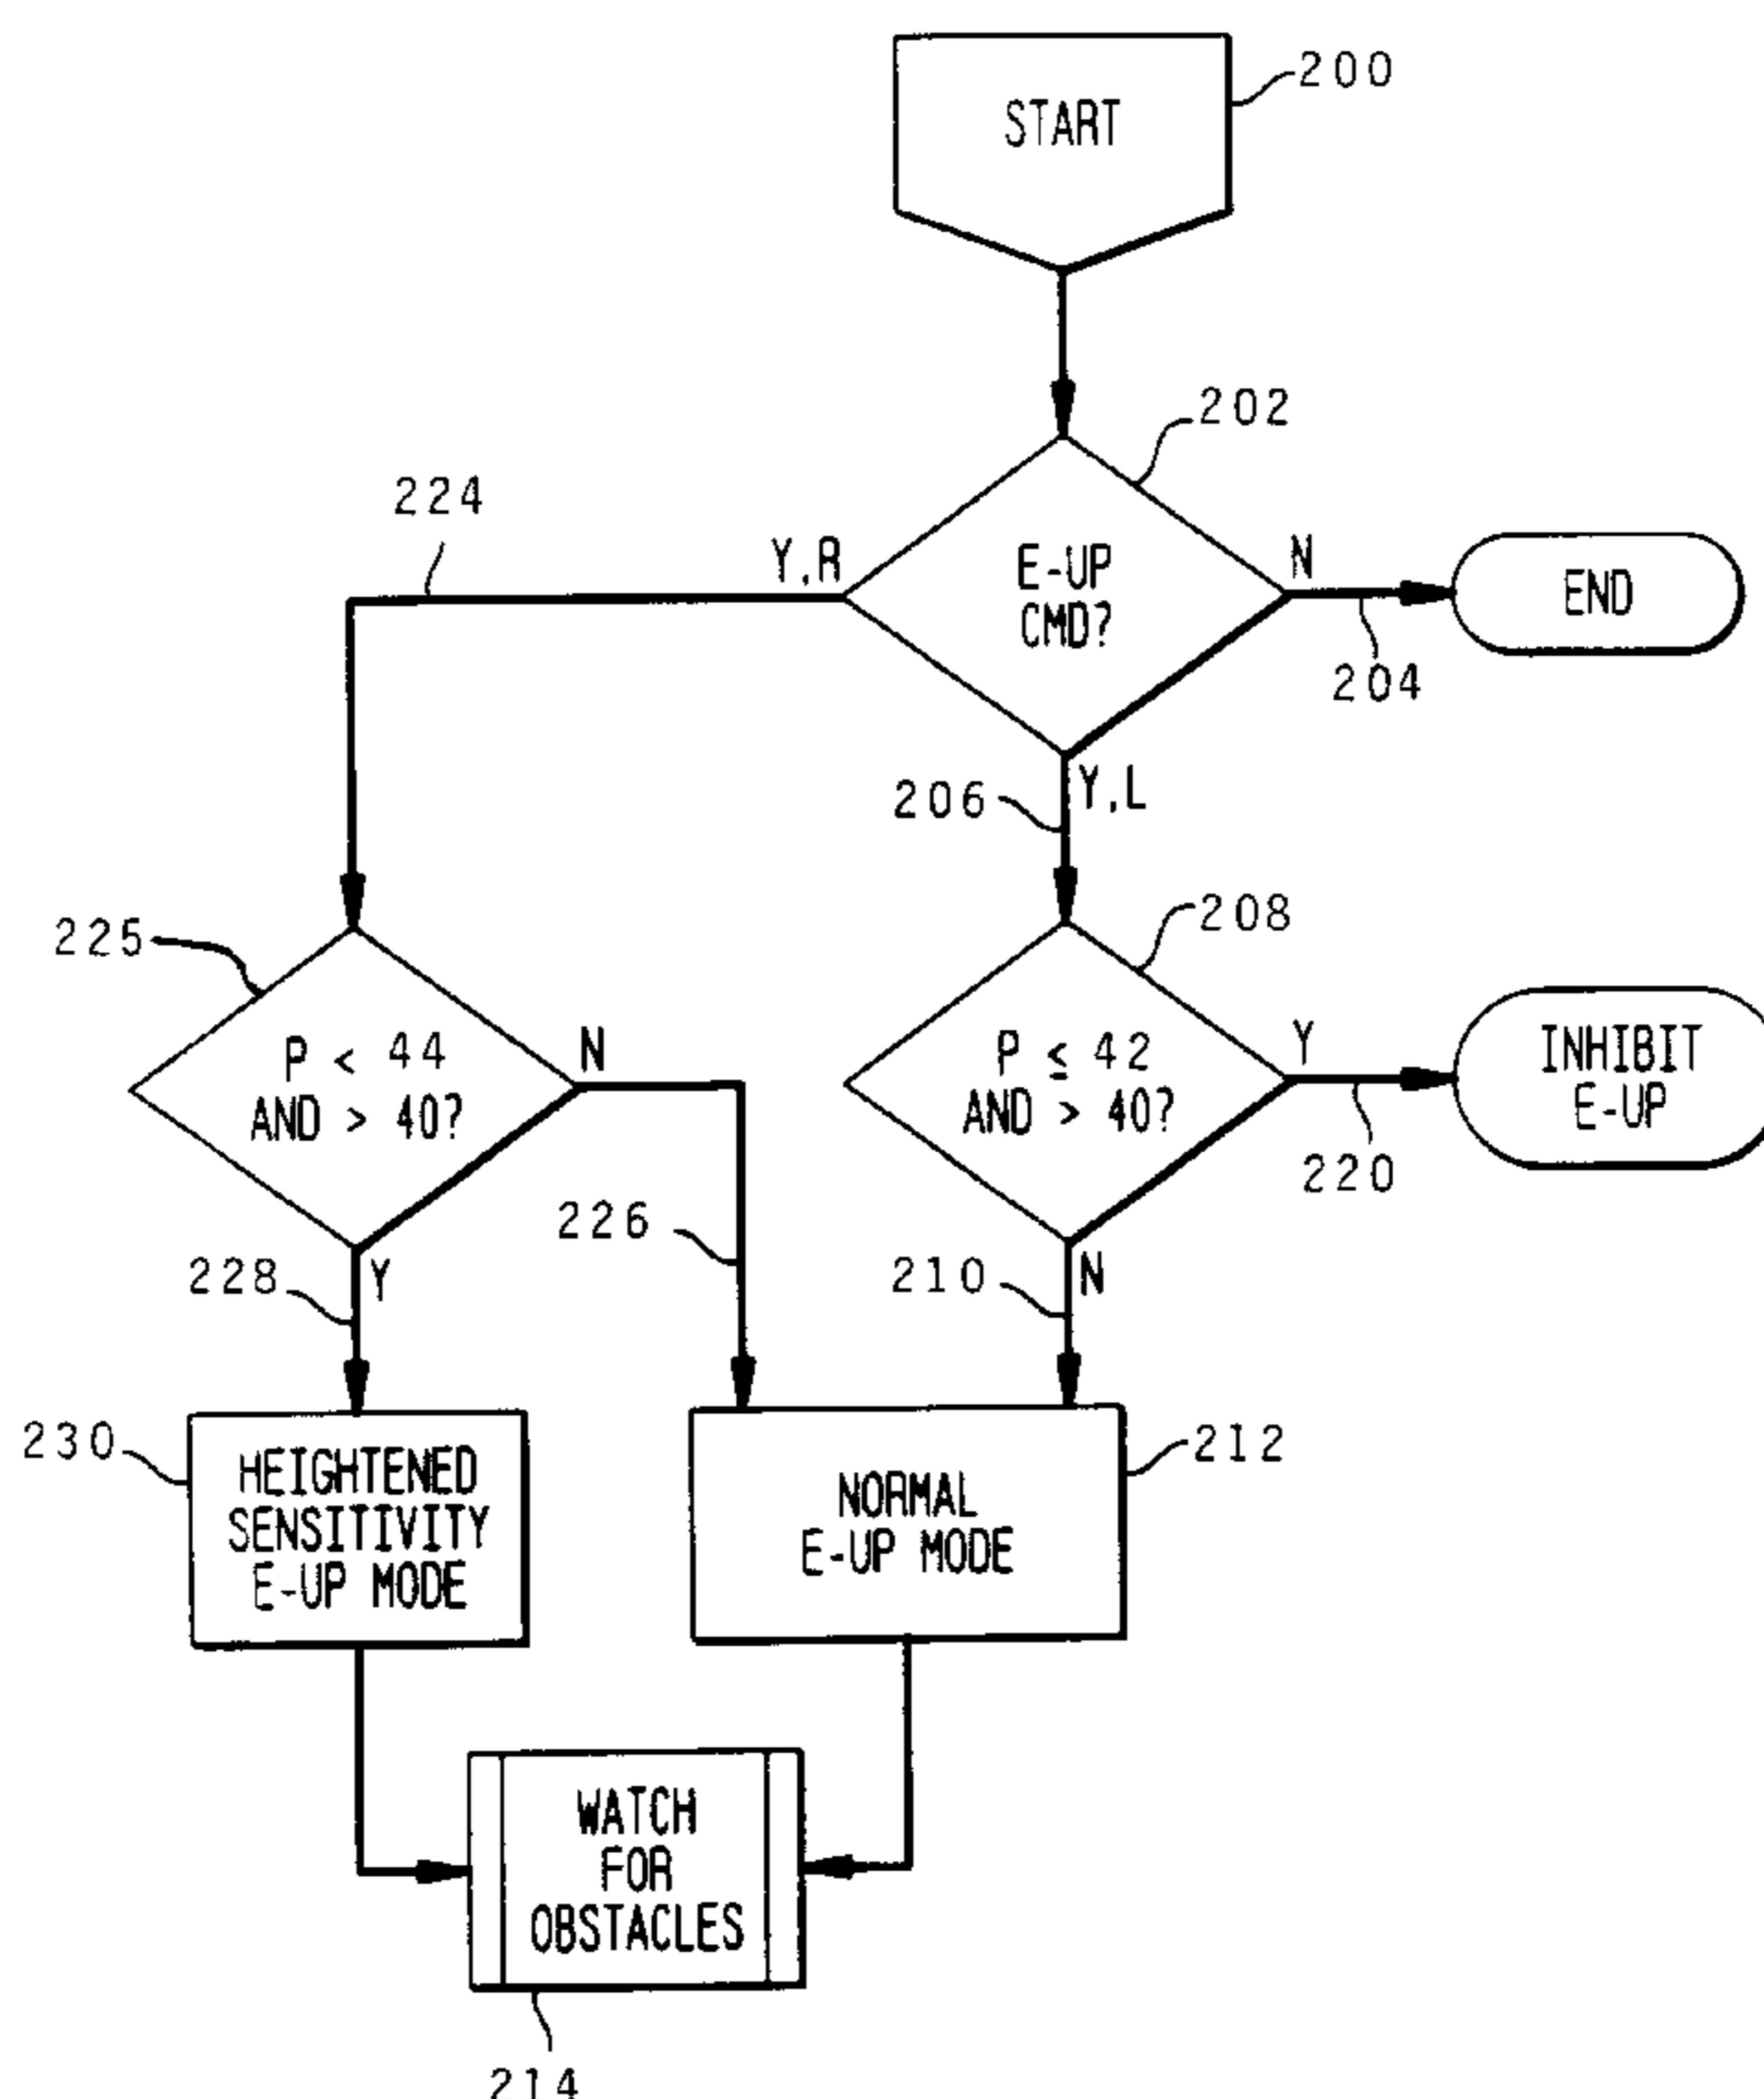 200
START
202
224
Y,R
E-UP
CMD?
N
END
204
206
Y,L
225
208
P < 44
AND > 40?
N
P ≤ 42
AND > 40?
Y
INHIBIT
E-UP
220
226
228
Y
210
N
230
HEIGHTENED
SENSITIVITY
E-UP MODE
NORMAL
E-UP MODE
212
WATCH
FOR
OBSTACLES
214